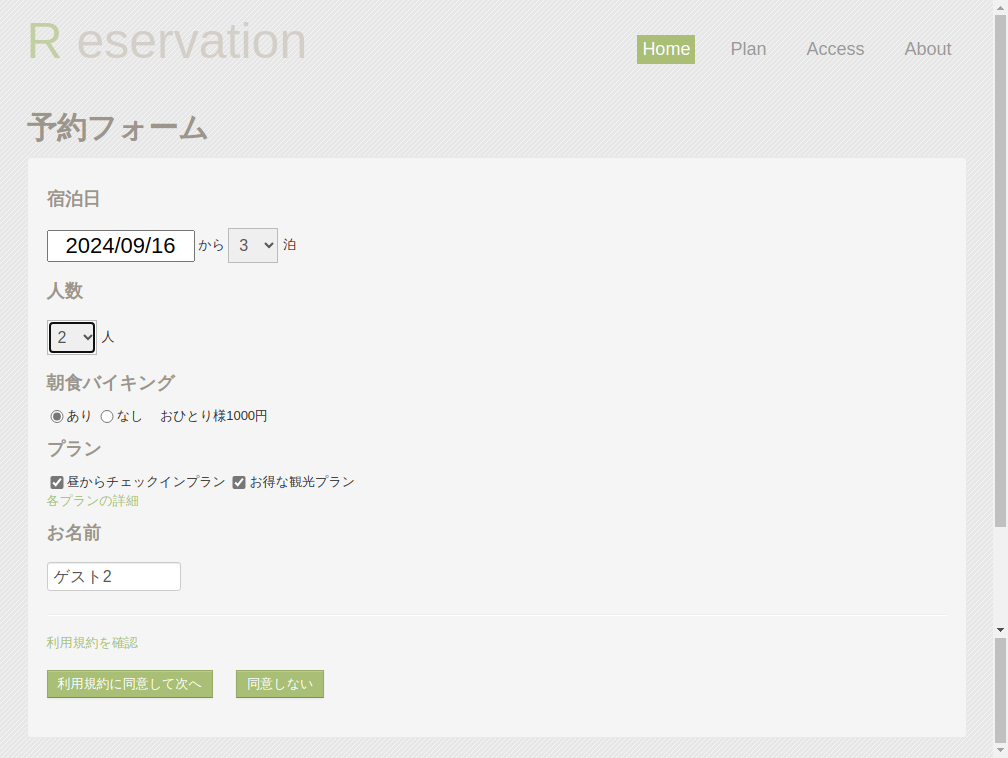 R eservation
Home Plan Access About
予約フォーム
宿泊日
2024/09/16 から 3 泊
人数
2 人
朝食バイキング
あり なし おひとり様1000円
プラン
昼からチェックインプラン お得な観光プラン
各プランの詳細
お名前
ゲスト2
利用規約を確認
利用規約に同意して次へ 同意しない